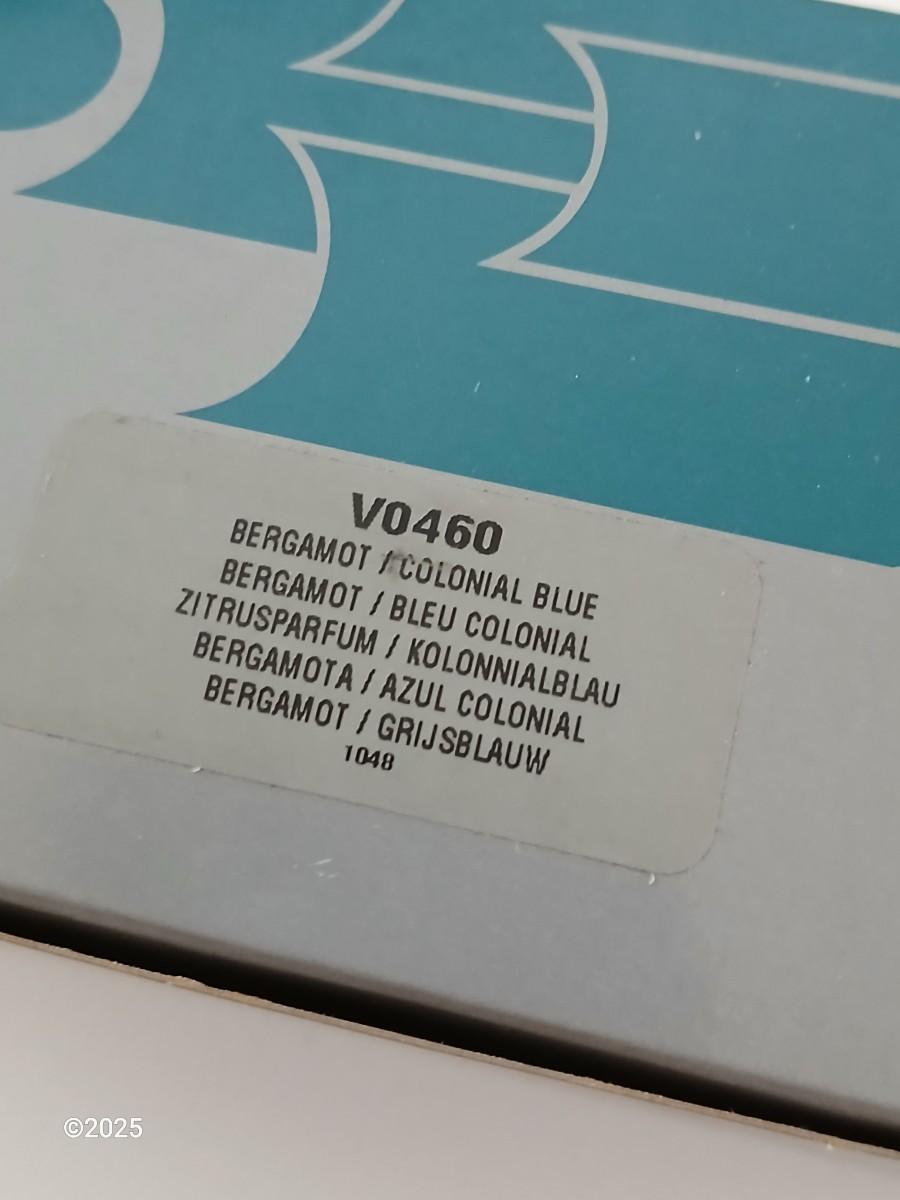 V0460
BERGAMOT / COLONIAL BLUE
BERGAMOT / BLEU COLONIAL
ZITRUSPARFUM / KOLONNIALBLAU
BERGAMOTA / AZUL COLONIAL
BERGAMOT / GRIJSBLAUW
1048
©2025